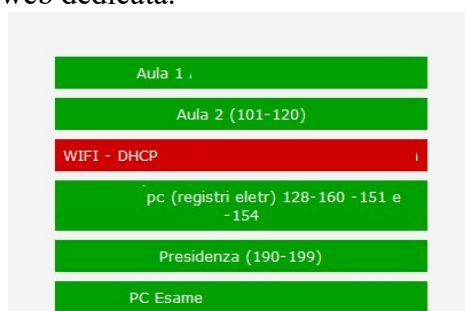 web dedicata.
Aula 1
Aula 2 (101-120)
WIFI - DHCP
pc (registri eletr) 128-160 -151 e
-154
Presidenza (190-199)
PC Esame